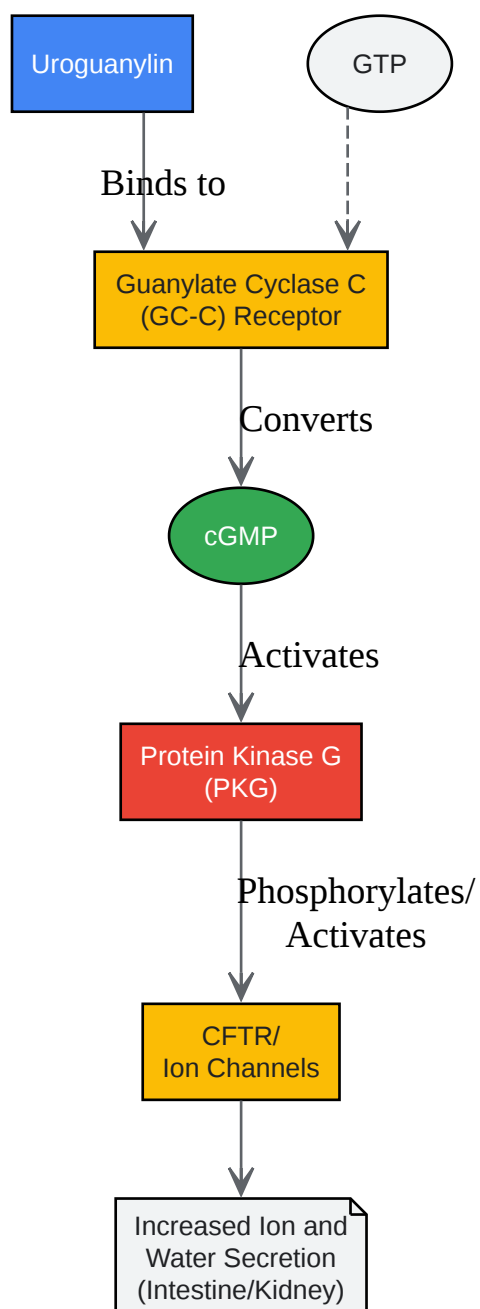 Uroguanylin
GTP
Binds to
Guanylate Cyclase C
(GC-C) Receptor
Converts
cGMP
Activates
Protein Kinase G
(PKG)
Phosphorylates/
Activates
CFTR/
Ion Channels
Increased Ion and
Water Secretion
(Intestine/Kidney)